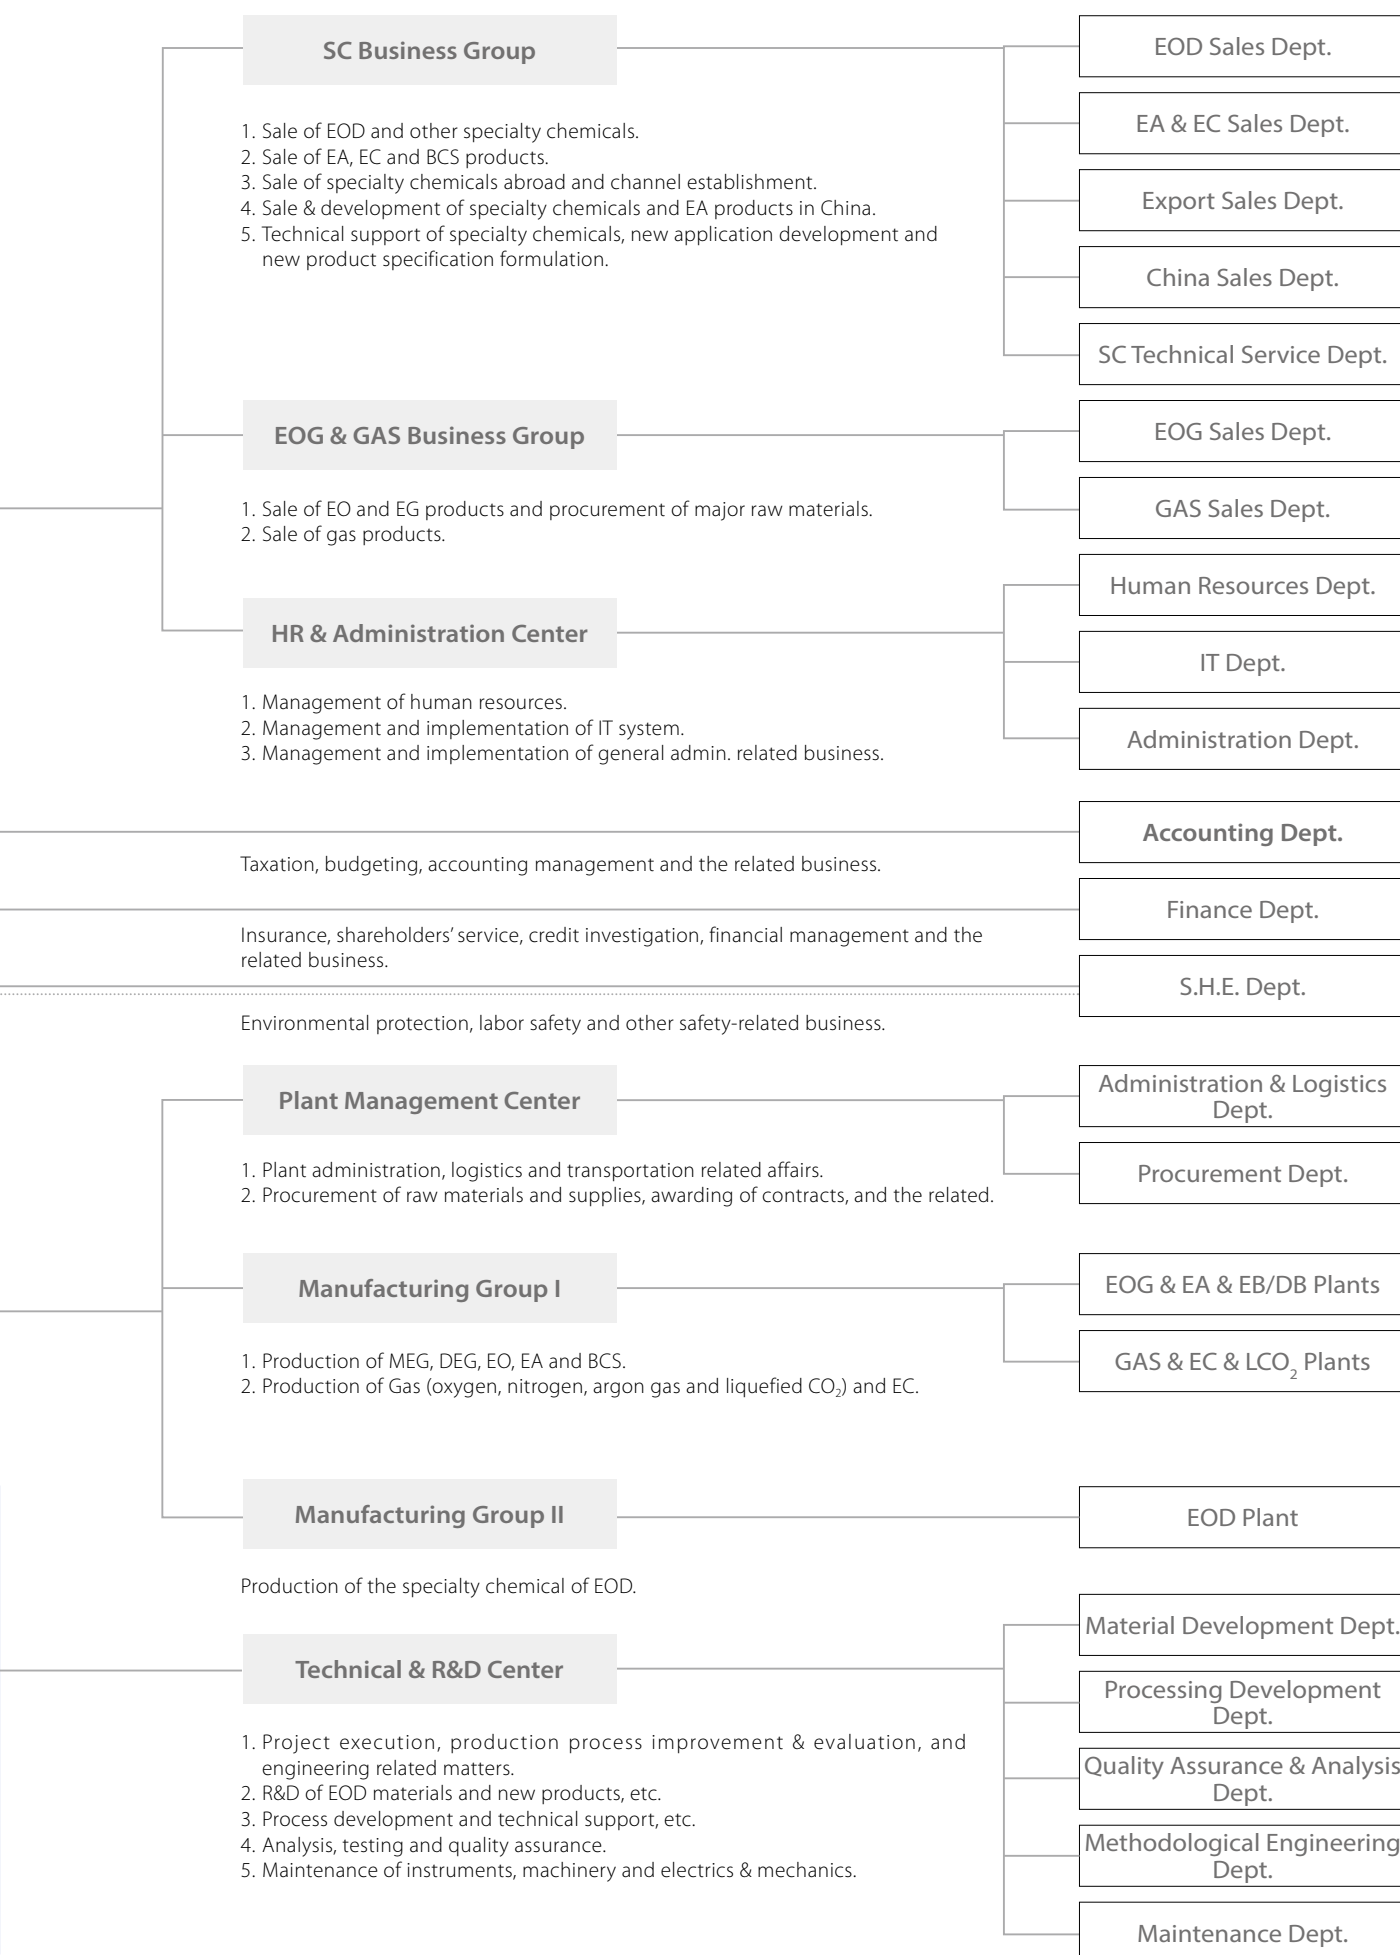 SC Business Group
EOD Sales Dept.
EA & EC Sales Dept.
Export Sales Dept.
China Sales Dept.
SC Technical Service Dept.
1. Sale of EOD and other specialty chemicals.
2. Sale of EA, EC and BCS products.
3. Sale of specialty chemicals abroad and channel establishment.
4. Sale & development of specialty chemicals and EA products in China.
5. Technical support of specialty chemicals, new application development and
new product specification formulation.
EOG & GAS Business Group
EOG Sales Dept.
GAS Sales Dept.
1. Sale of EO and EG products and procurement of major raw materials.
2. Sale of gas products.
HR & Administration Center
Human Resources Dept.
IT Dept.
Administration Dept.
1. Management of human resources.
2. Management and implementation of IT system.
3. Management and implementation of general admin. related business.
Accounting Dept.
Taxation, budgeting, accounting management and the related business.
Finance Dept.
Insurance, shareholders’ service, credit investigation, financial management and the
related business.
S.H.E. Dept.
Environmental protection, labor safety and other safety-related business.
Plant Management Center
Administration & Logistics
Dept.
Procurement Dept.
1. Plant administration, logistics and transportation related affairs.
2. Procurement of raw materials and supplies, awarding of contracts, and the related.
Manufacturing Group I
EOG & EA & EB/DB Plants
GAS & EC & LCO₂ Plants
1. Production of MEG, DEG, EO, EA and BCS.
2. Production of Gas (oxygen, nitrogen, argon gas and liquefied CO₂) and EC.
Manufacturing Group II
EOD Plant
Production of the specialty chemical of EOD.
Technical & R&D Center
Material Development Dept.
Processing Development
Dept.
Quality Assurance & Analysis
Dept.
Methodological Engineering
Dept.
Maintenance Dept.
1. Project execution, production process improvement & evaluation, and
engineering related matters.
2. R&D of EOD materials and new products, etc.
3. Process development and technical support, etc.
4. Analysis, testing and quality assurance.
5. Maintenance of instruments, machinery and electrics & mechanics.